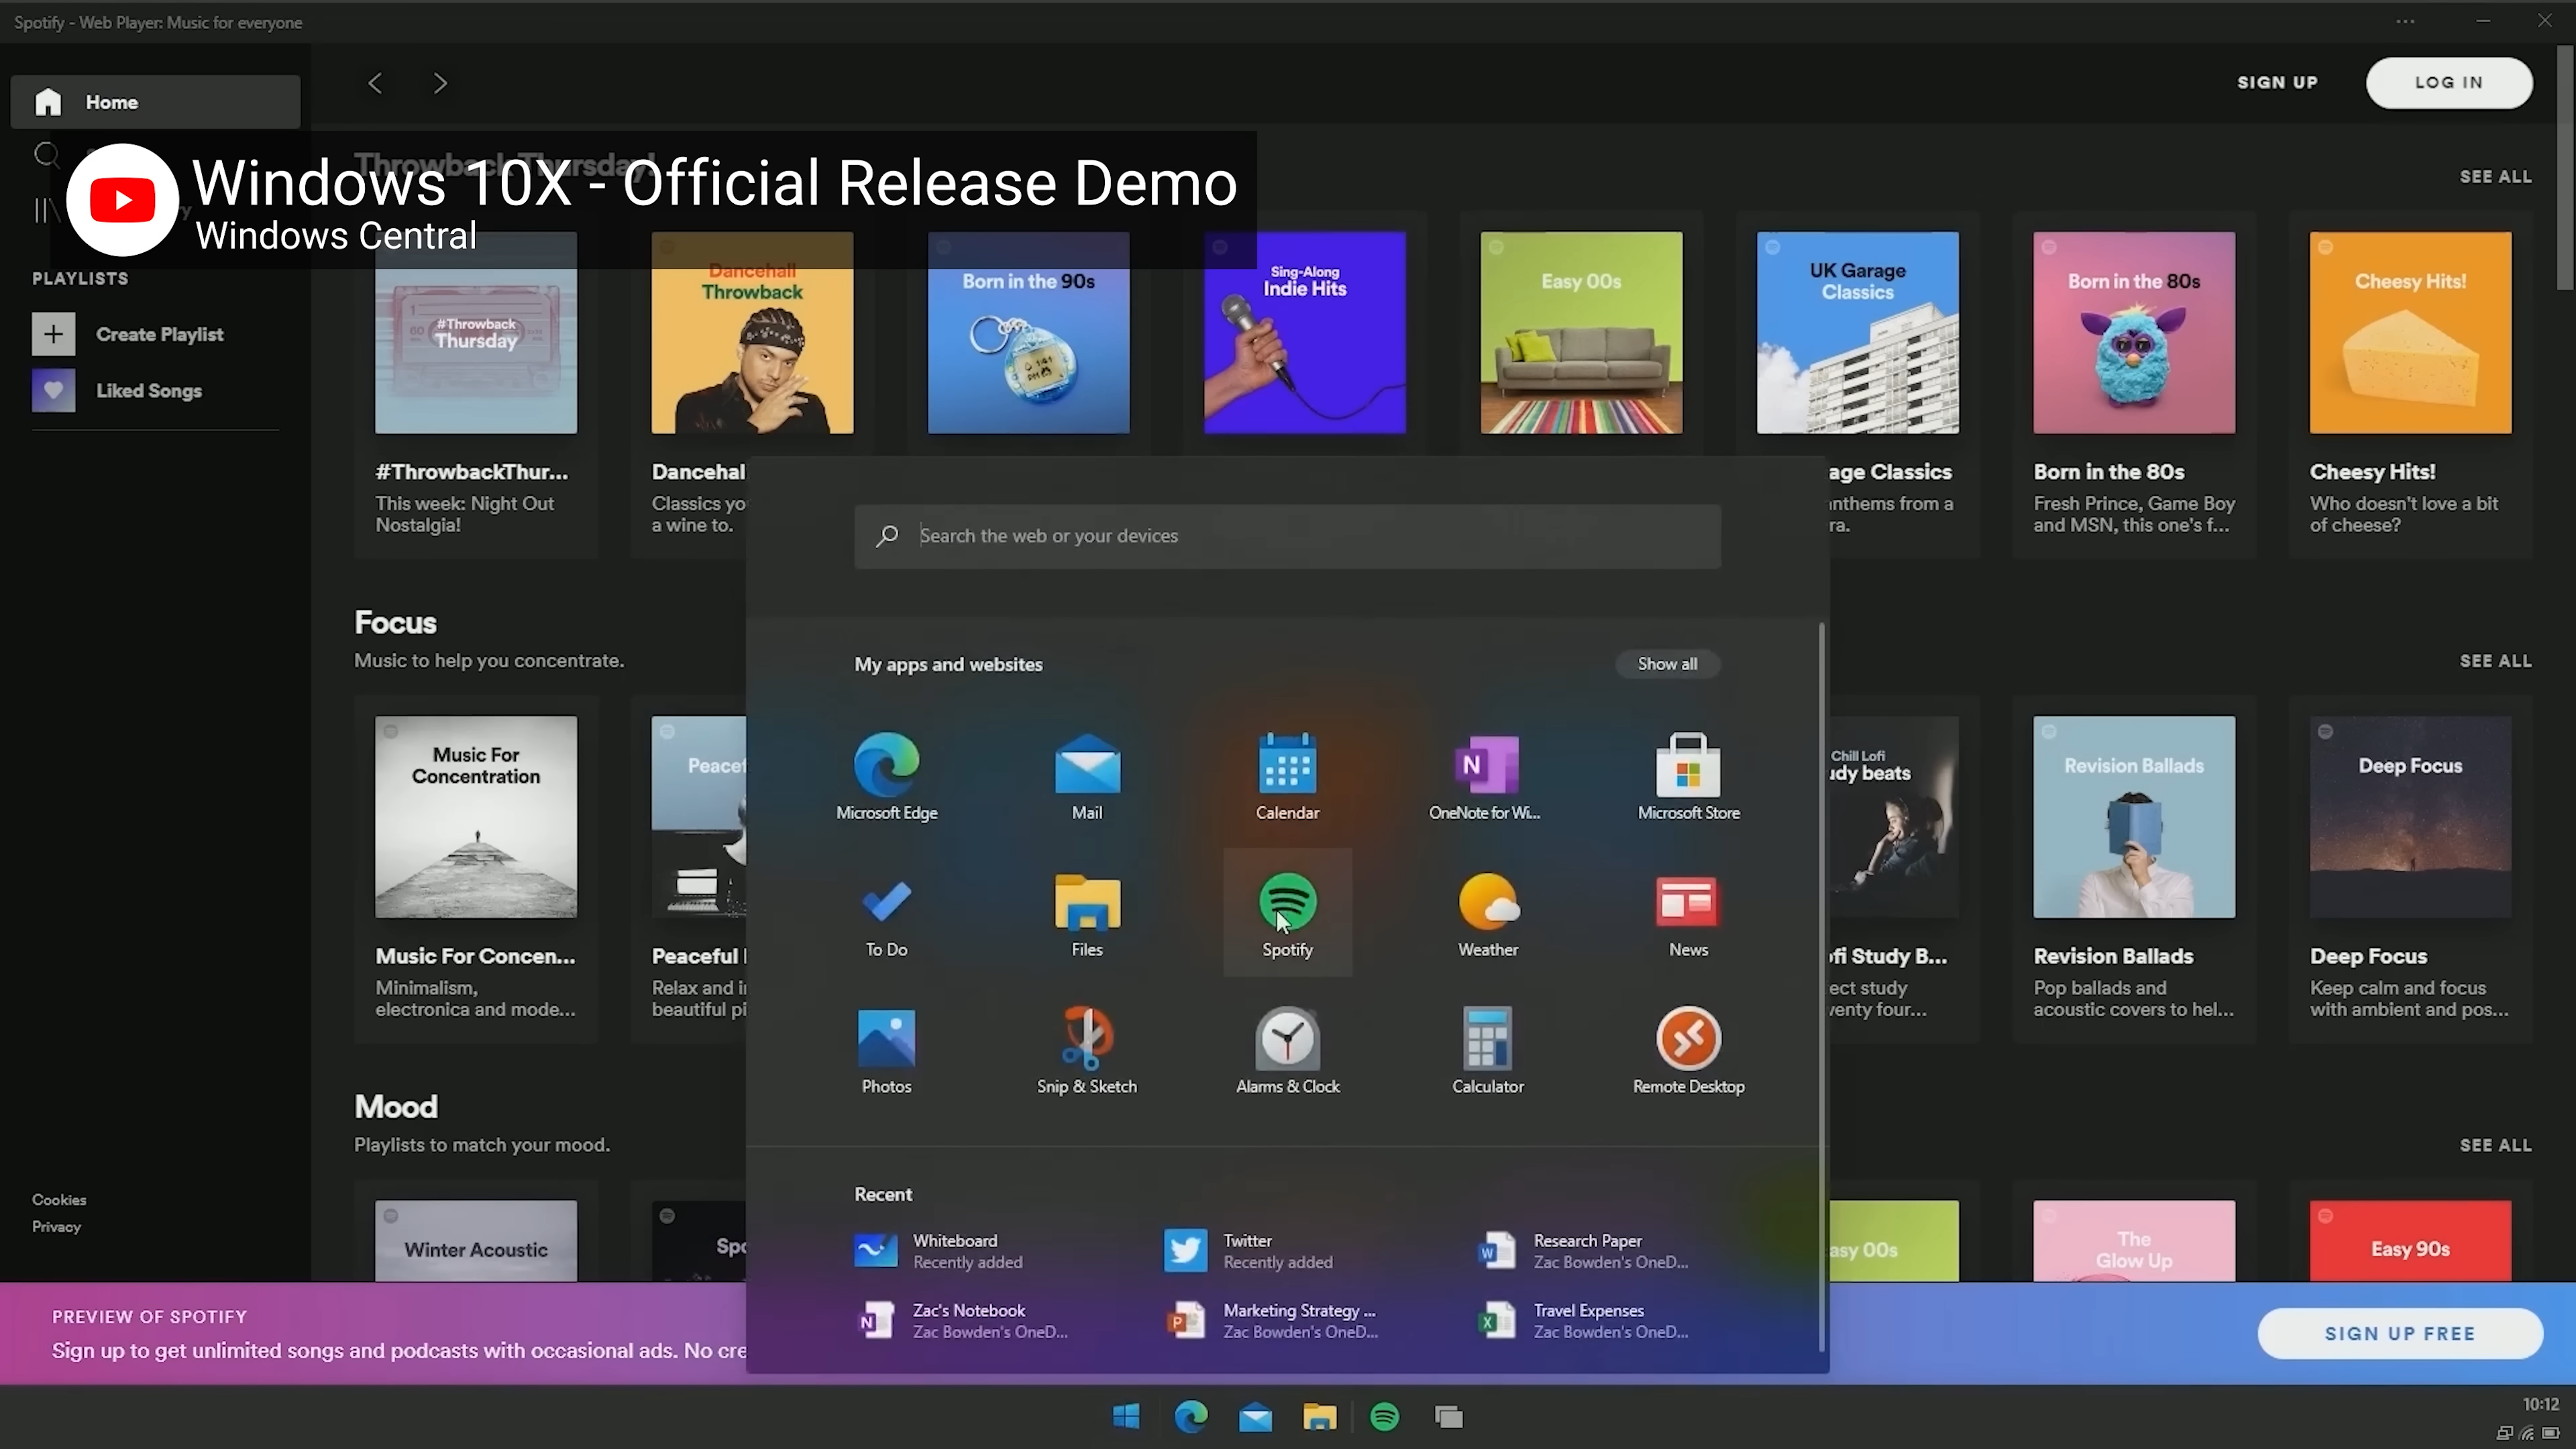 Spotify - Web Player: Music for everyone
Home
SIGN UP
LOG IN
Throwback Thursday!
Windows 10X - Official Release Demo
Windows Central
SEE ALL
PLAYLISTS
Create Playlist
Liked Songs
#Throwback
Thursday
Dancehall
Throwback
Born in the 90s
Sing-Along
Indie Hits
Easy 00s
UK Garage
Classics
Born in the 80s
Cheesy Hits!
#ThrowbackThur...
This week: Night Out
Nostalgia!
Dancehal
Classics yo
a wine to.
age Classics
anthems from a
ra.
Born in the 80s
Fresh Prince, Game Boy
and MSN, this one's f...
Cheesy Hits!
Who doesn't love a bit
of cheese?
Search the web or your devices
Focus
Music to help you concentrate.
SEE ALL
My apps and websites
Show all
Music For
Concentration
Peacef
Chill Lofi
udy beats
Revision Ballads
Deep Focus
Microsoft Edge
Mail
Calendar
OneNote for Wi...
Microsoft Store
To Do
Files
Spotify
Weather
News
Music For Concen...
Minimalism,
electronica and mode...
Peaceful
Relax and i
beautiful pi
ofi Study B...
ect study
venty four...
Revision Ballads
Pop ballads and
acoustic covers to hel...
Deep Focus
Keep calm and focus
with ambient and pos...
Photos
Snip & Sketch
Alarms & Clock
Calculator
Remote Desktop
Mood
Playlists to match your mood.
SEE ALL
Recent
Whiteboard
Recently added
Twitter
Recently added
Research Paper
Zac Bowden's OneD...
Zac's Notebook
Zac Bowden's OneD...
Marketing Strategy ...
Zac Bowden's OneD...
Travel Expenses
Zac Bowden's OneD...
Cookies
Privacy
Winter Acoustic
Spo
asy 00s
The
Glow Up
Easy 90s
PREVIEW OF SPOTIFY
Sign up to get unlimited songs and podcasts with occasional ads. No cre
SIGN UP FREE
10:12